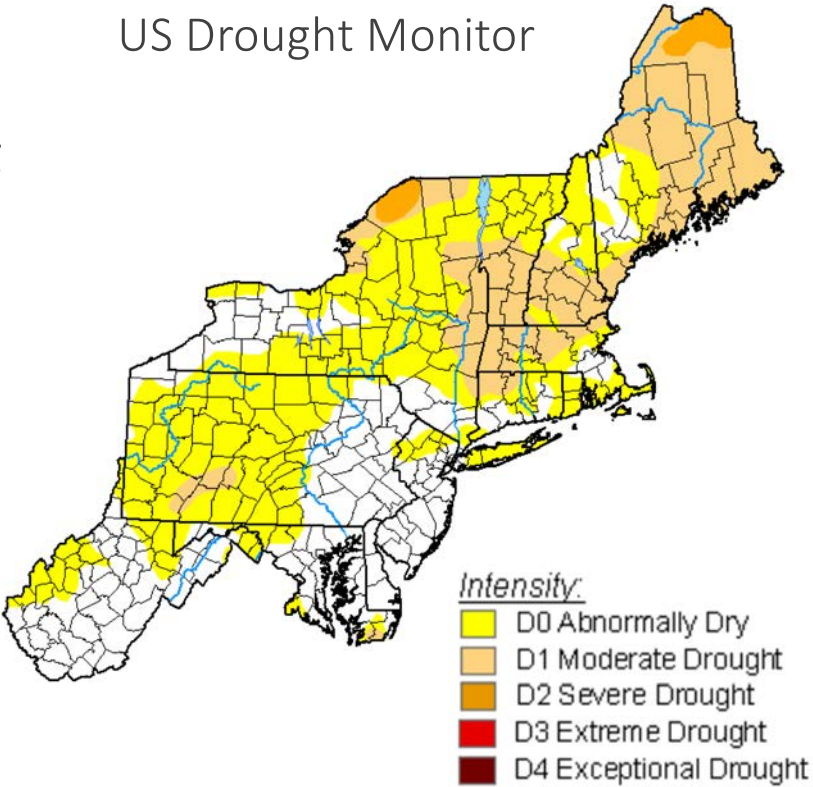 US Drought Monitor
Intensity:
D0 Abnormally Dry
D1 Moderate Drought
D2 Severe Drought
D3 Extreme Drought
D4 Exceptional Drought